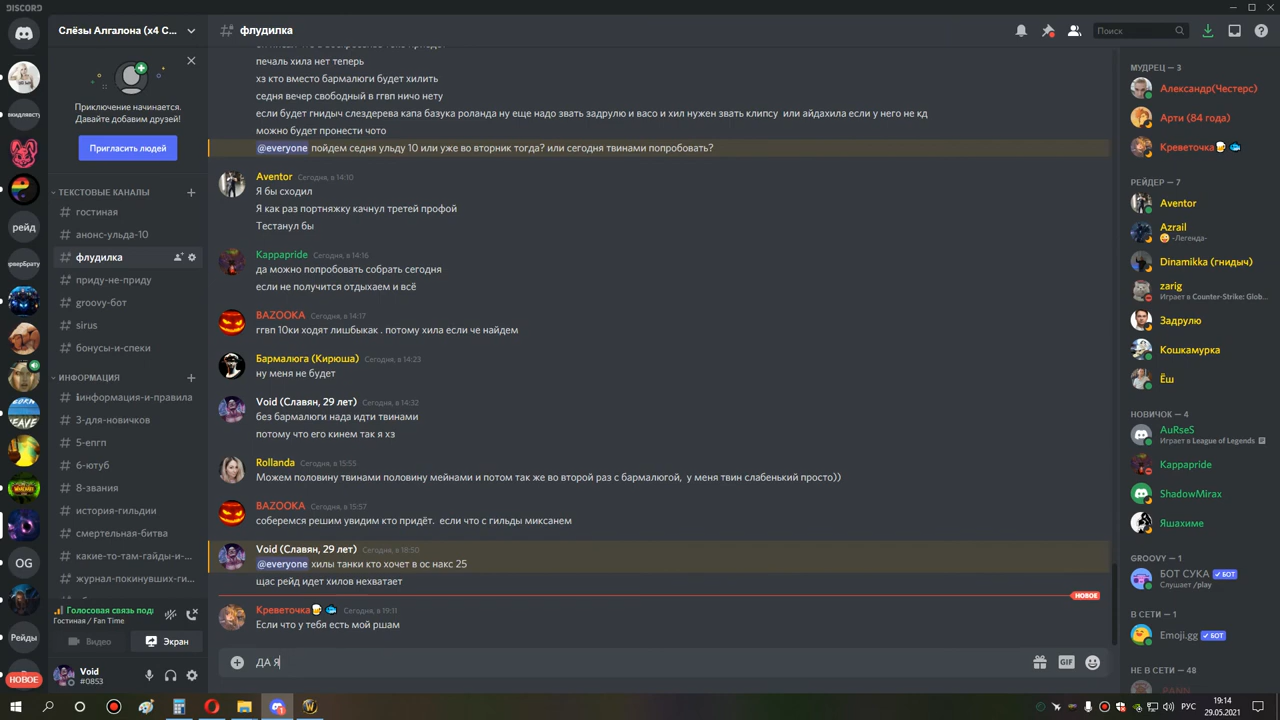 DISCORD
Слёзы Алгалона (x4 С...
флудилка
Поиск
Приключение начинается.
Давайте добавим друзей!
Пригласить людей
ТЕКСТОВЫЕ КАНАЛЫ
гостиная
анонс-ульда-10
флудилка
приду-не-приду
groovy-бот
sirus
бонусы-и-спеки
ИНФОРМАЦИЯ
информация-и-правила
3-для-новичков
5-епгп
6-ютуб
8-звания
история-гильдии
смертельная-битва
какие-то-там-гайды-и-...
журнал-покинувших-ги...
Голосовая связь под
Гостиная / Fan Time
Видео
Экран
Void
#0853
рейд
OG
Рейды
НОВОЕ
печаль хила нет теперь
хз кто вместо бармалюги будет хилить
седня вечер свободный в ггвп ничо нету
если будет гнидыч слездерева капа базука роланда ну еще надо звать задрулю и васо и хил нужен звать клипсу или айдахила если у него не кд
можно будет пронести чото
@everyone пойдем седня ульду 10 или уже во вторник тогда? или сегодня твинами попробовать?
Aventor Сегодня, в 14:10
Я бы сходил
Я как раз портняжку качнул третей профой
Тестанул бы
Kappapride Сегодня, в 14:16
да можно попробовать собрать сегодня
если не получится отдыхаем и всё
BAZOOKA Сегодня, в 14:17
ггвп 10ки ходят лишбыкак . потому хила если че найдем
Бармалюга (Кирюша) Сегодня, в 14:23
ну меня не будет
Void (Славян, 29 лет) Сегодня, в 14:32
без бармалюги нада идти твинами
потому что его кинем так я хз
Rollanda Сегодня, в 15:55
Можем половину твинами половину мейнами и потом так же во второй раз с бармалюгой, у меня твин слабенький просто))
BAZOOKA Сегодня, в 15:57
соберемся решим увидим кто придёт. если что с гильды миксанем
Void (Славян, 29 лет) Сегодня, в 18:50
@everyone хилы танки кто хочет в ос накс 25
щас рейд идет хилов нехватает
НОВОЕ
Креветочка Сегодня, в 19:11
Если что у тебя есть мой ршам
ДА Я
GIF
МУДРЕЦ — 3
Александр(Честерс)
Арти (84 года)
Креветочка
РЕЙДЕР — 7
Aventor
Azrail
-Легенда-
Dinamikka (гнидыч)
zarig
Играет в Counter-Strike: Glob...
Задрулю
Кошкамурка
Ёш
НОВИЧОК — 4
AuRseS
Играет в League of Legends
Kappapride
ShadowMirax
Яшахиме
GROOVY — 1
БОТ СУКА БОТ
Слушает /play
В СЕТИ — 1
Emoji.gg БОТ
НЕ В СЕТИ — 48
РУС
19:14
29.05.2021